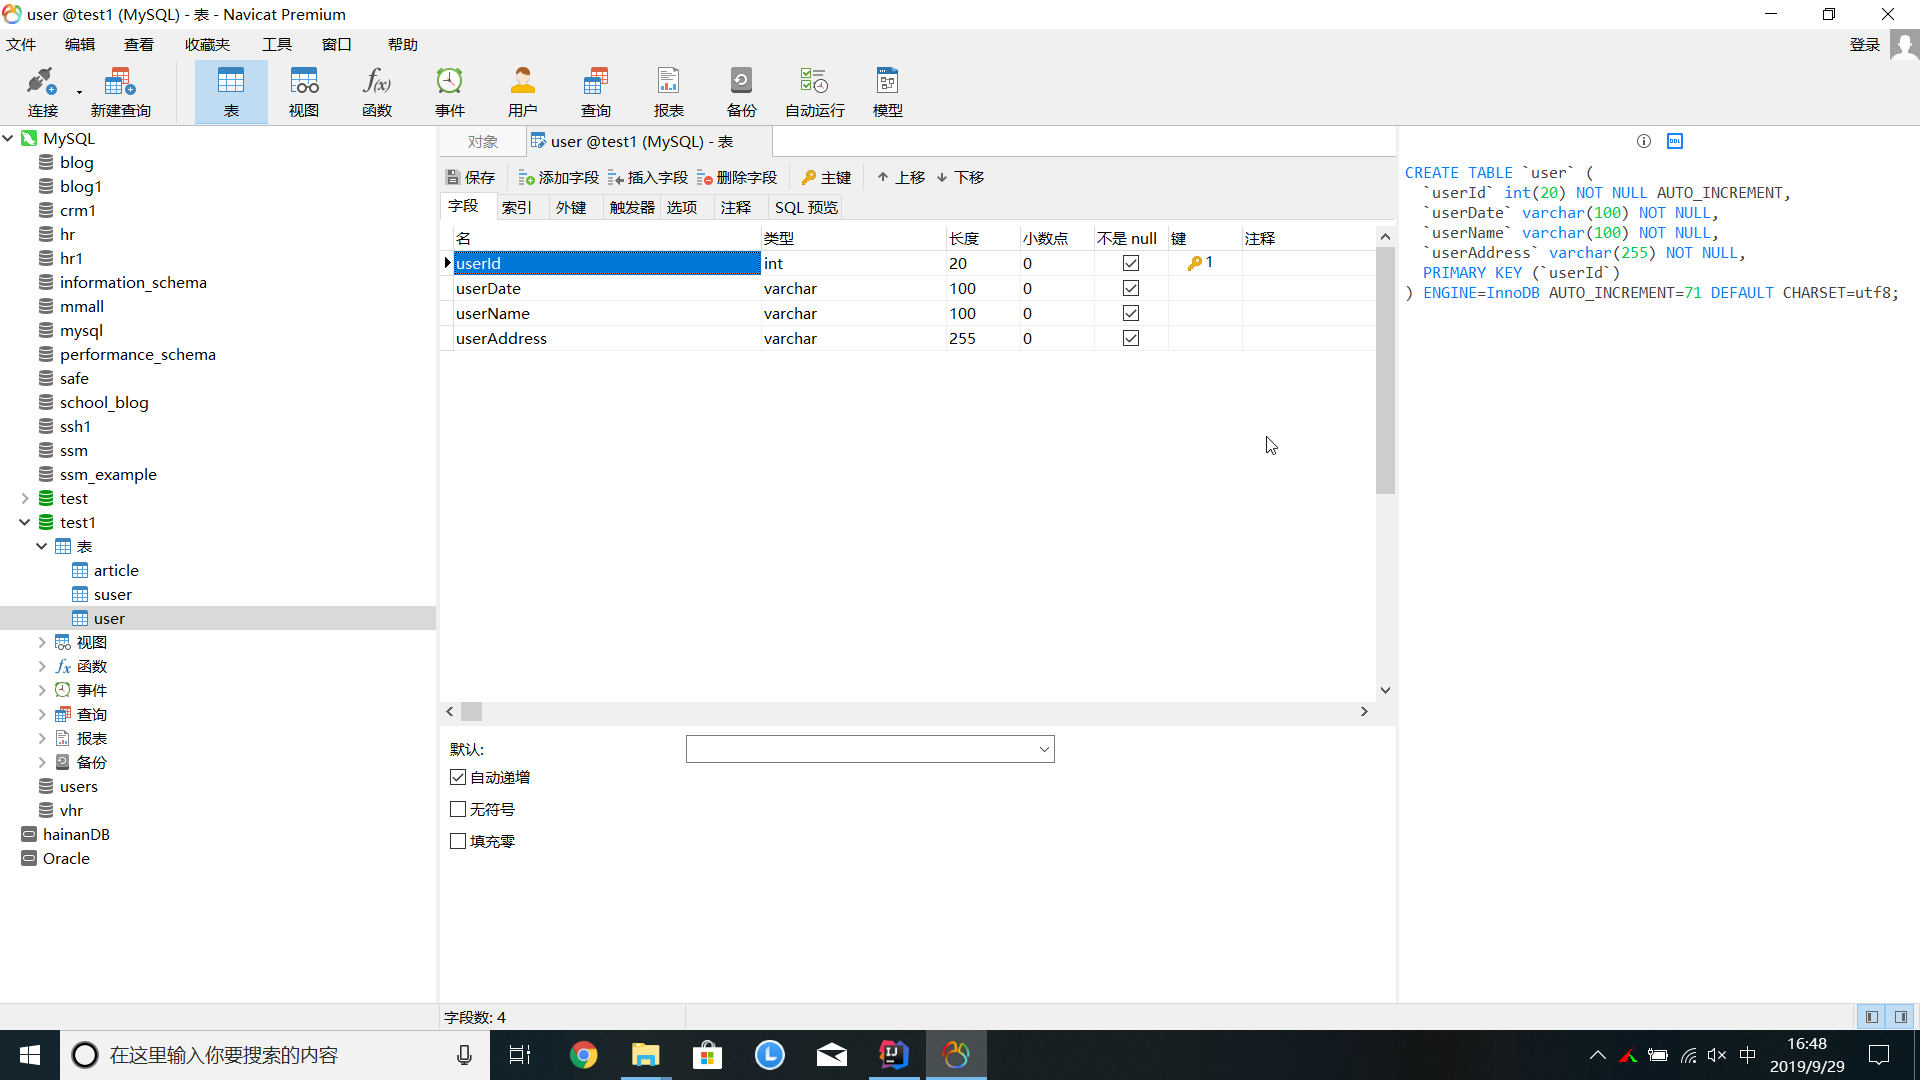 user @test1 (MySQL) - 表 - Navicat Premium
文件 编辑 查看 收藏夹 工具 窗口 帮助 登录
连接 新建查询 表 视图 函数 事件 用户 查询 报表 备份 自动运行 模型
MySQL
blog
blog1
crm1
hr
hr1
information_schema
mmall
mysql
performance_schema
safe
school_blog
ssh1
ssm
ssm_example
test
test1
表
article
suser
user
视图
函数
事件
查询
报表
备份
users
vhr
hainanDB
Oracle
对象 user @test1 (MySQL) - 表
保存 添加字段 插入字段 删除字段 主键 上移 下移
字段 索引 外键 触发器 选项 注释 SQL 预览
名 类型 长度 小数点 不是 null 键 注释
userId int 20 0 1
userDate varchar 100 0
userName varchar 100 0
userAddress varchar 255 0
默认:
自动递增
无符号
填充零
字段数: 4
DDL
CREATE TABLE `user` (
`userId` int(20) NOT NULL AUTO_INCREMENT,
`userDate` varchar(100) NOT NULL,
`userName` varchar(100) NOT NULL,
`userAddress` varchar(255) NOT NULL,
PRIMARY KEY (`userId`)
) ENGINE=InnoDB AUTO_INCREMENT=71 DEFAULT CHARSET=utf8;
在这里输入你要搜索的内容
IJ
中
16:48
2019/9/29